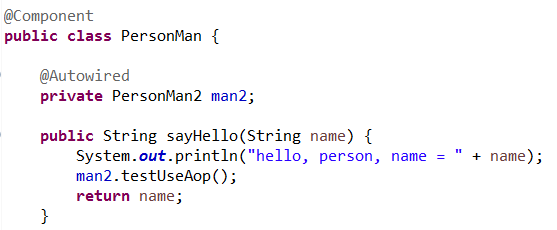 @Component
public class PersonMan {
@Autowired
private PersonMan2 man2;
public String sayHello(String name) {
System.out.println("hello, person, name = " + name);
man2.testUseAop();
return name;
}